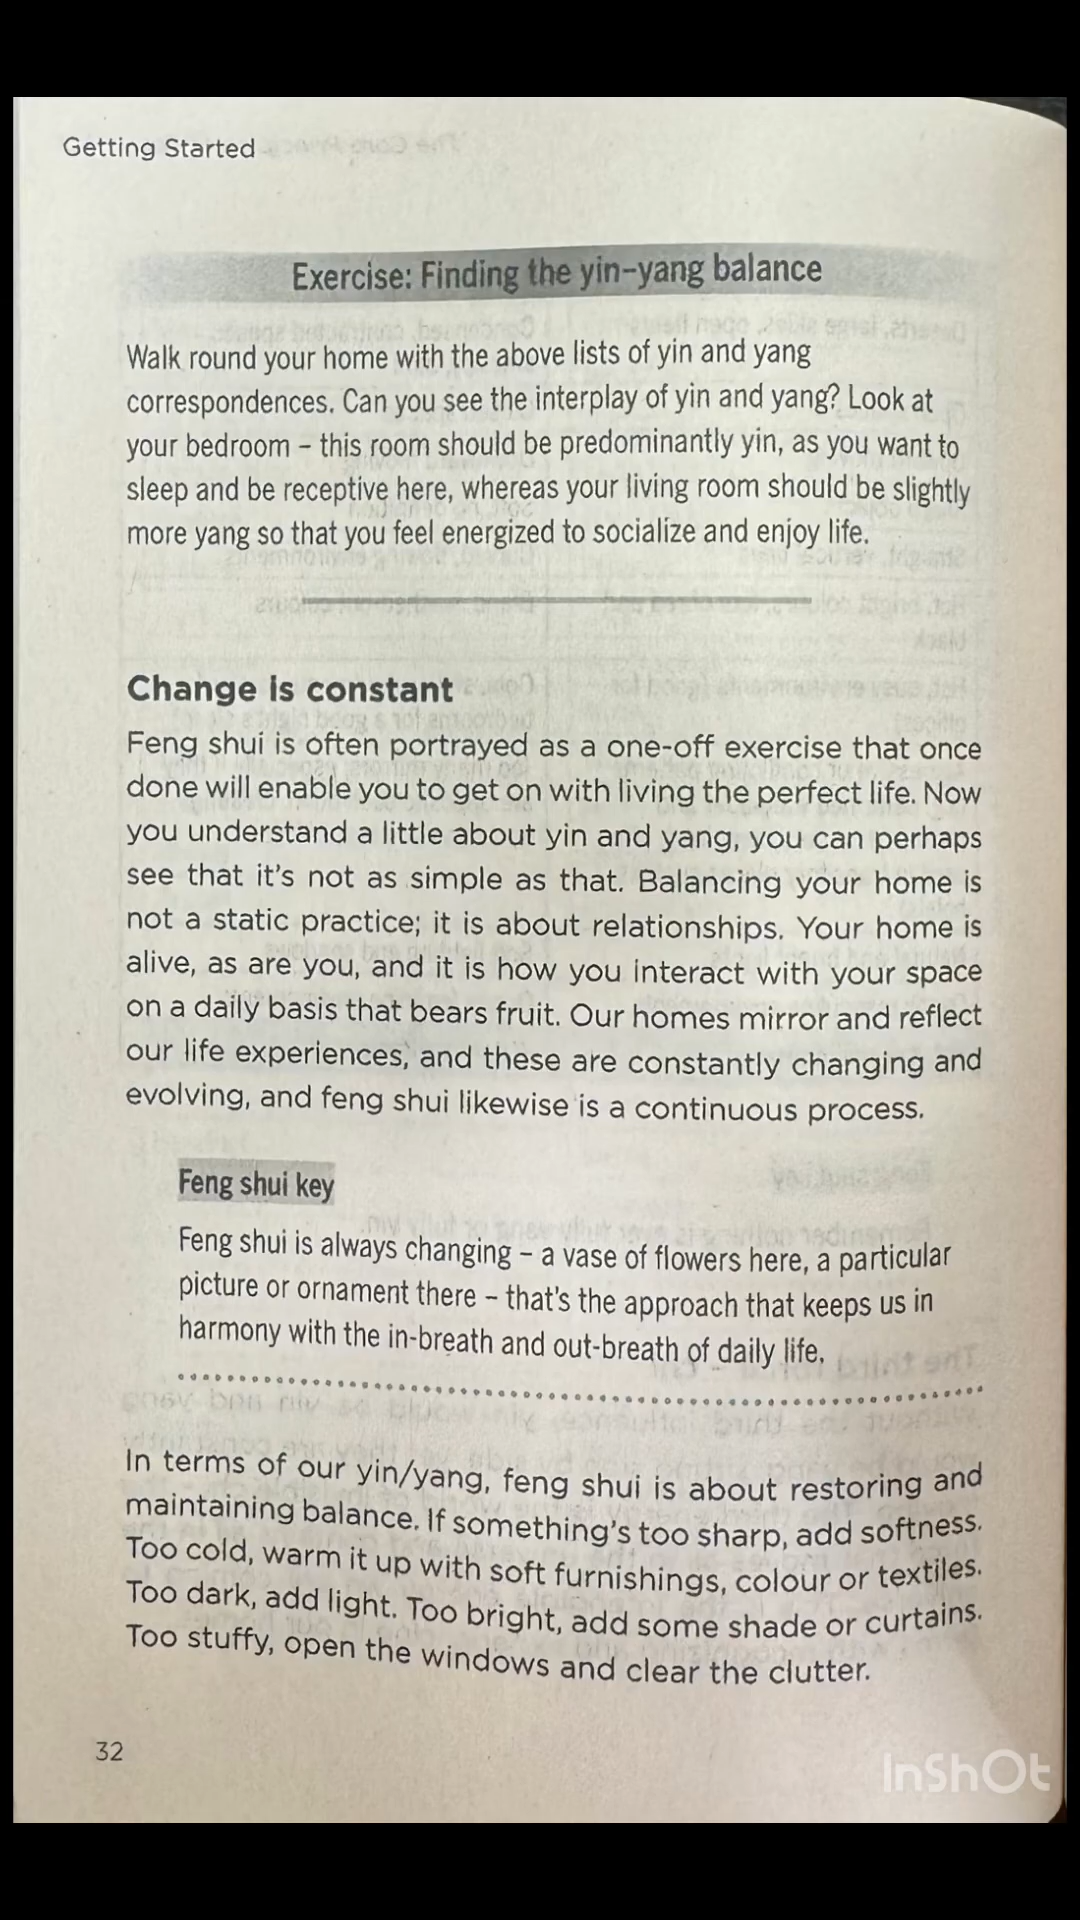 Getting Started
Exercise: Finding the yin–yang balance
Walk round your home with the above lists of yin and yang
correspondences. Can you see the interplay of yin and yang? Look at
your bedroom – this room should be predominantly yin, as you want to
sleep and be receptive here, whereas your living room should be slightly
more yang so that you feel energized to socialize and enjoy life.
Change is constant
Feng shui is often portrayed as a one-off exercise that once
done will enable you to get on with living the perfect life. Now
you understand a little about yin and yang, you can perhaps
see that it's not as simple as that. Balancing your home is
not a static practice; it is about relationships. Your home is
alive, as are you, and it is how you interact with your space
on a daily basis that bears fruit. Our homes mirror and reflect
our life experiences, and these are constantly changing and
evolving, and feng shui likewise is a continuous process.
Feng shui key
Feng shui is always changing – a vase of flowers here, a particular
picture or ornament there – that's the approach that keeps us in
harmony with the in-breath and out-breath of daily life.
In terms of our yin/yang, feng shui is about restoring and
maintaining balance. If something's too sharp, add softness.
Too cold, warm it up with soft furnishings, colour or textiles.
Too dark, add light. Too bright, add some shade or curtains.
Too stuffy, open the windows and clear the clutter.
32
InShOt